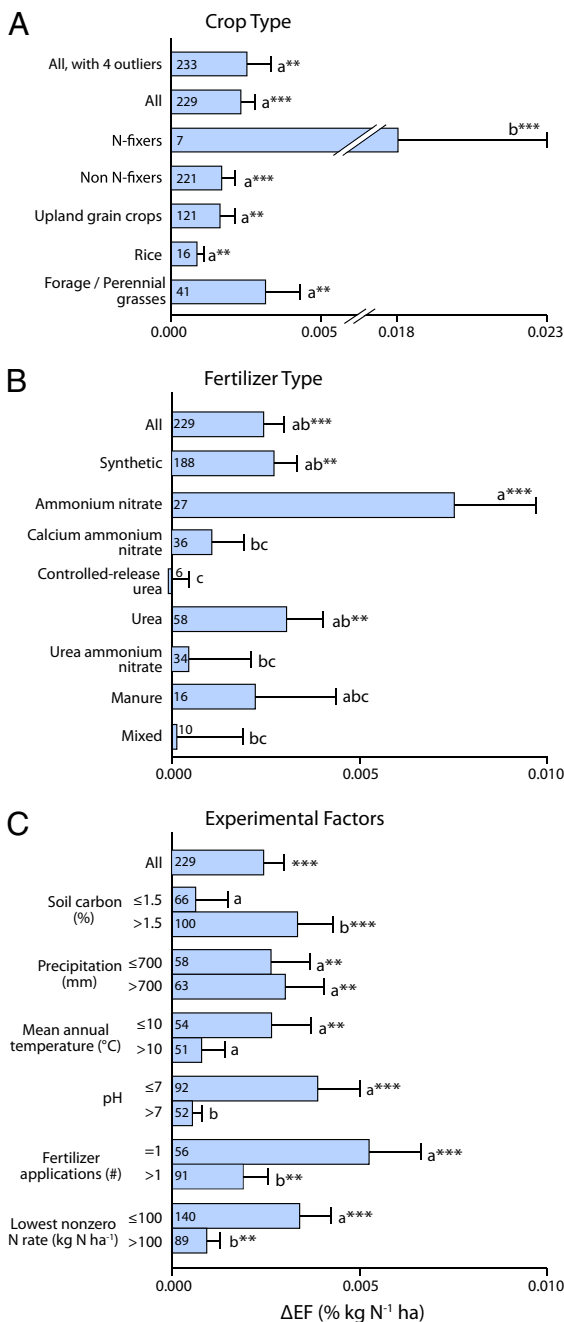 A
Crop Type
All, with 4 outliers 233 a**
All 229 a***
N-fixers 7 b***
Non N-fixers 221 a***
Upland grain crops 121 a**
Rice 16 a**
Forage / Perennial
grasses 41 a**
0.000 0.005 0.018 0.023
B
Fertilizer Type
All 229 ab***
Synthetic 188 ab**
Ammonium nitrate 27 a***
Calcium ammonium
nitrate 36 bc
Controlled-release
urea 6 c
Urea 58 ab**
Urea ammonium
nitrate 34 bc
Manure 16 abc
Mixed 10 bc
0.000 0.005 0.010
C
Experimental Factors
All 229 ***
Soil carbon
(%)
≤1.5 66 a
>1.5 100 b***
Precipitation
(mm)
≤700 58 a**
>700 63 a**
Mean annual
temperature (°C)
≤10 54 a**
>10 51 a
pH
≤7 92 a***
>7 52 b
Fertilizer
applications (#)
=1 56 a***
>1 91 b**
Lowest nonzero
N rate (kg N ha⁻¹)
≤100 140 a***
>100 89 b**
0.000 0.005 0.010
ΔEF (% kg N⁻¹ ha)